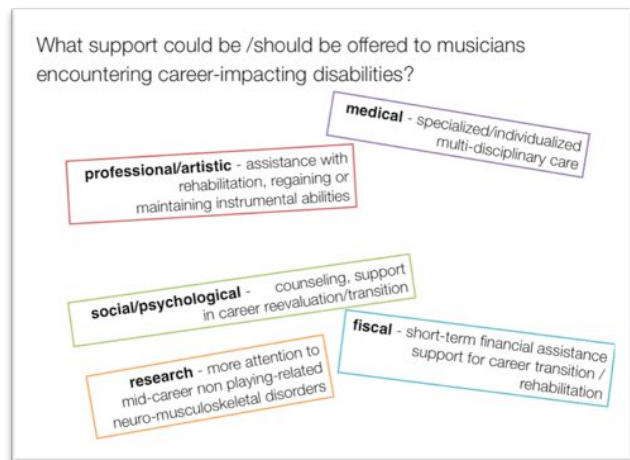 What support could be /should be offered to musicians
encountering career-impacting disabilities?
medical - specialized/individualized
multi-disciplinary care
professional/artistic - assistance with
rehabilitation, regaining or
maintaining instrumental abilities
social/psychological - counseling, support
in career reevaluation/transition
fiscal - short-term financial assistance
support for career transition /
rehabilitation
research - more attention to
mid-career non playing-related
neuro-musculoskeletal disorders